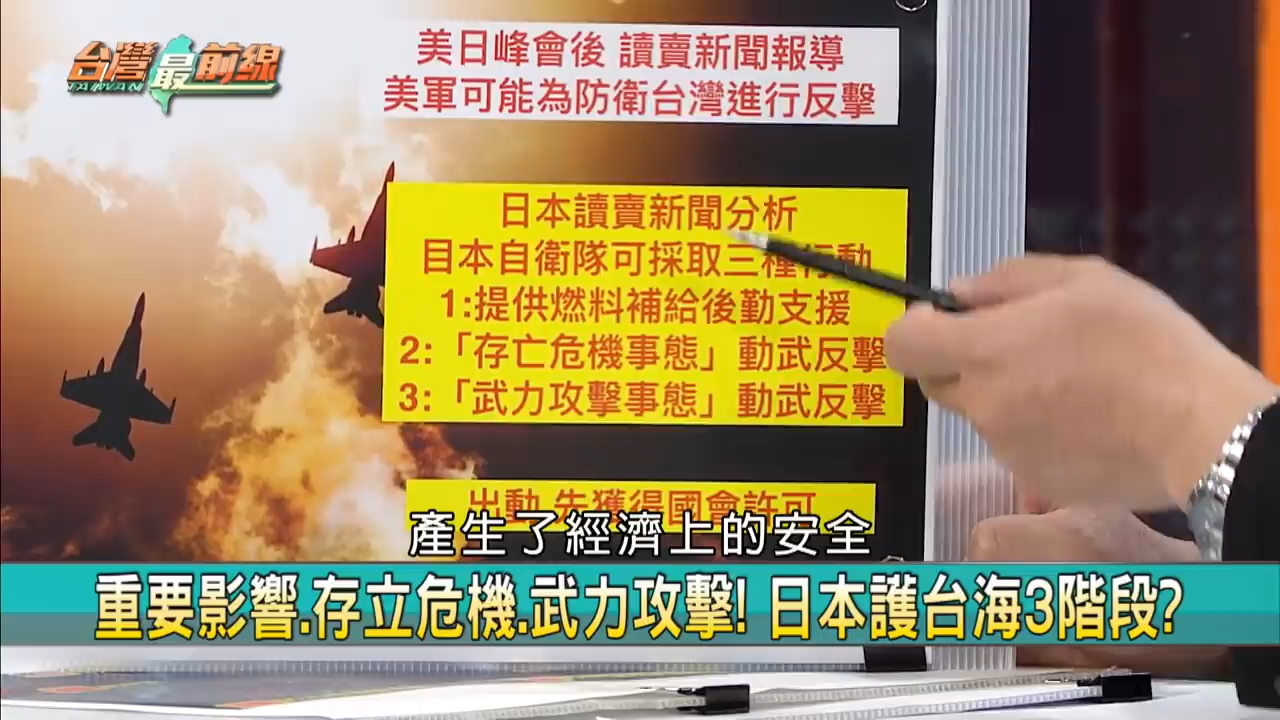 台灣最前線
TAIWAN
美日峰會後 讀賣新聞報導
美軍可能為防衛台灣進行反擊
日本讀賣新聞分析
目本自衛隊可採取三種行動
1:提供燃料補給後勤支援
2:「存亡危機事態」動武反擊
3:「武力攻擊事態」動武反擊
出動 先獲得國會許可
產生了經濟上的安全
重要影響.存立危機.武力攻擊! 日本護台海3階段?